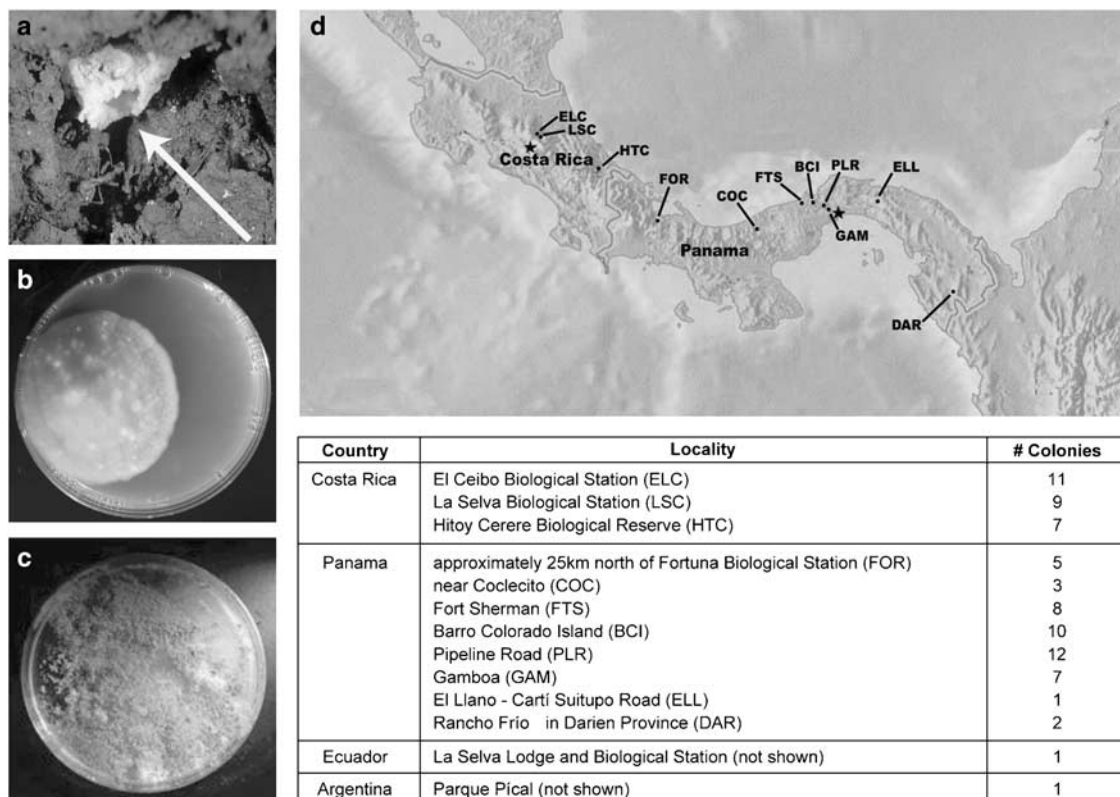 a
b
c
d
ELC
LSC
Costa Rica
HTC
FOR
COC
FTS
BCI
PLR
ELL
GAM
Panama
DAR
Country Locality # Colonies
Costa Rica El Ceibo Biological Station (ELC) 11
La Selva Biological Station (LSC) 9
Hitoy Cerere Biological Reserve (HTC) 7
Panama approximately 25km north of Fortuna Biological Station (FOR) 5
near Coclecito (COC) 3
Fort Sherman (FTS) 8
Barro Colorado Island (BCI) 10
Pipeline Road (PLR) 12
Gamboa (GAM) 7
El Llano - Cartí Suitupo Road (ELL) 1
Rancho Frío in Darien Province (DAR) 2
Ecuador La Selva Lodge and Biological Station (not shown) 1
Argentina Parque Pícal (not shown) 1